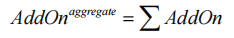 AddOn^aggregate = ∑ AddOn